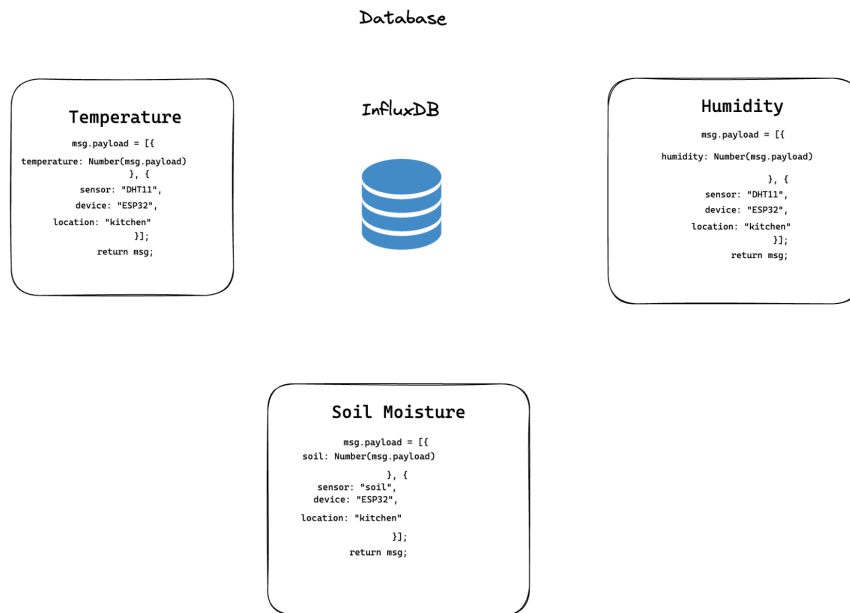 Database
InfluxDB
Temperature
msg.payload = [{
temperature: Number(msg.payload)
}, {
sensor: "DHT11",
device: "ESP32",
location: "kitchen"
}];
return msg;
Humidity
msg.payload = [{
humidity: Number(msg.payload)
}, {
sensor: "DHT11",
device: "ESP32",
location: "kitchen"
}];
return msg;
Soil Moisture
msg.payload = [{
soil: Number(msg.payload)
}, {
sensor: "soil",
device: "ESP32",
location: "kitchen"
}];
return msg;